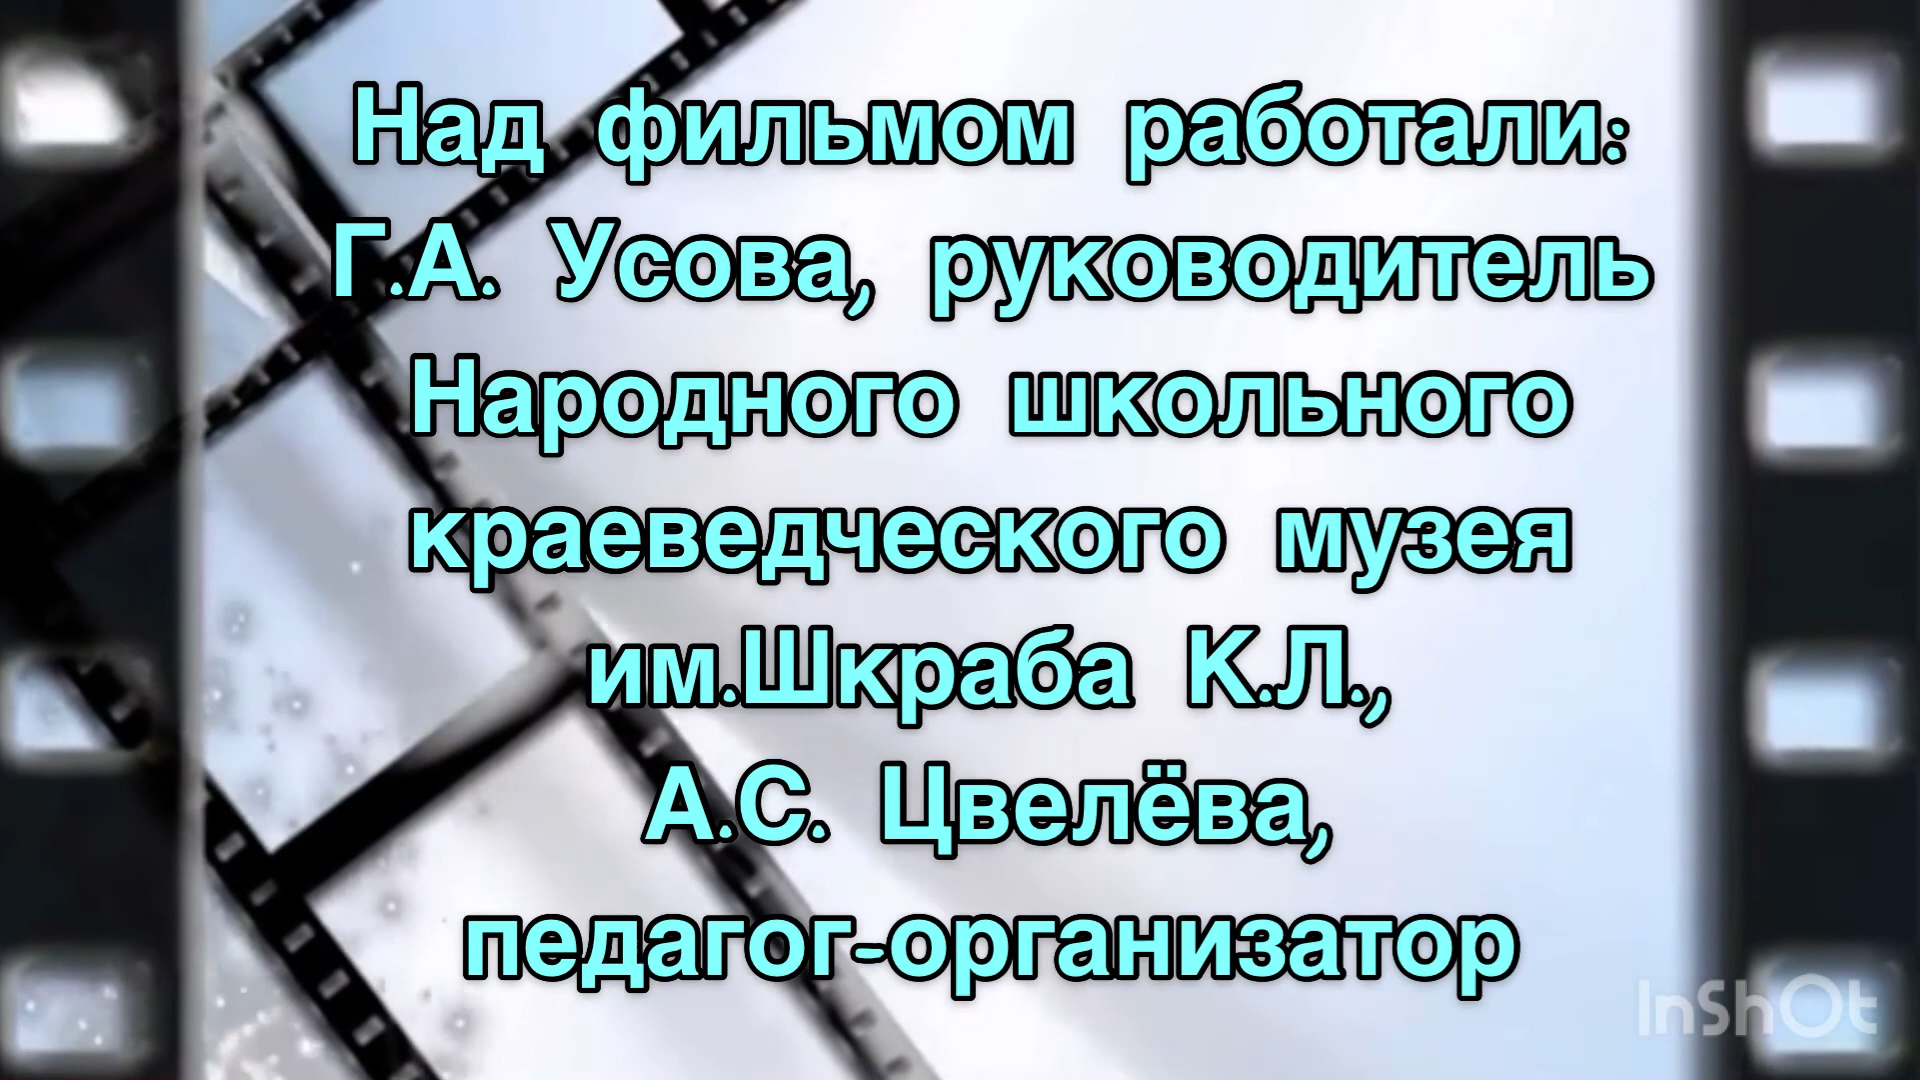 Над фильмом работали:
Г.А. Усова, руководитель
Народного школьного
краеведческого музея
им.Шкраба К.Л.,
А.С. Цвелёва,
педагог-организатор
InShOt